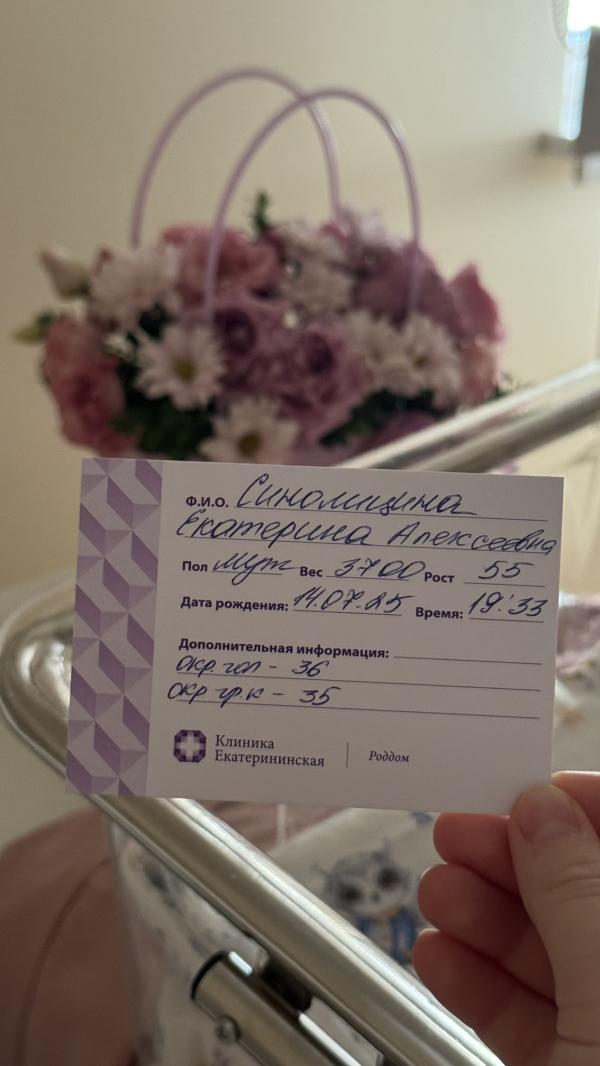 Ф.И.О. Синолицина
Екатерина Алексеевна
Пол муж Вес 3700 Рост 55
Дата рождения: 14.07.25 Время: 19:33
Дополнительная информация:
окр. гол - 36
окр. гр.к - 35
Клиника
Екатерининская
Роддом